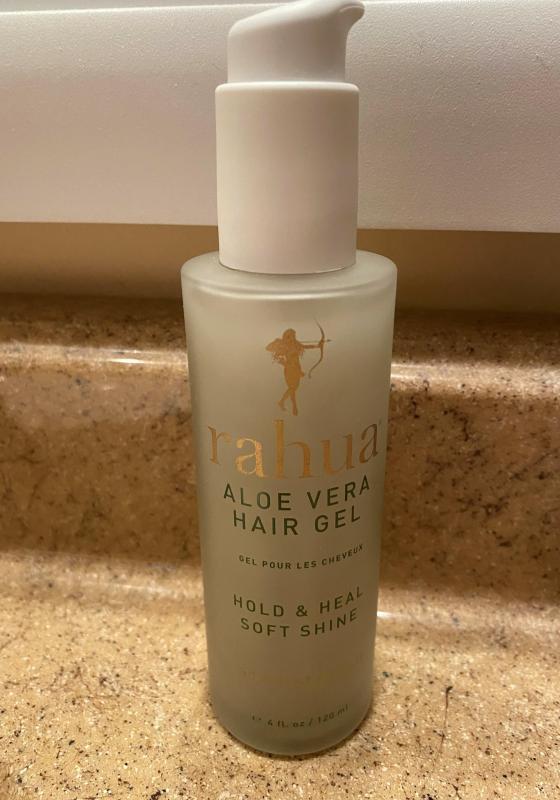 rahua
ALOE VERA
HAIR GEL
GEL POUR LES CHEVEUX
HOLD & HEAL
SOFT SHINE
4 fl. oz / 120 ml